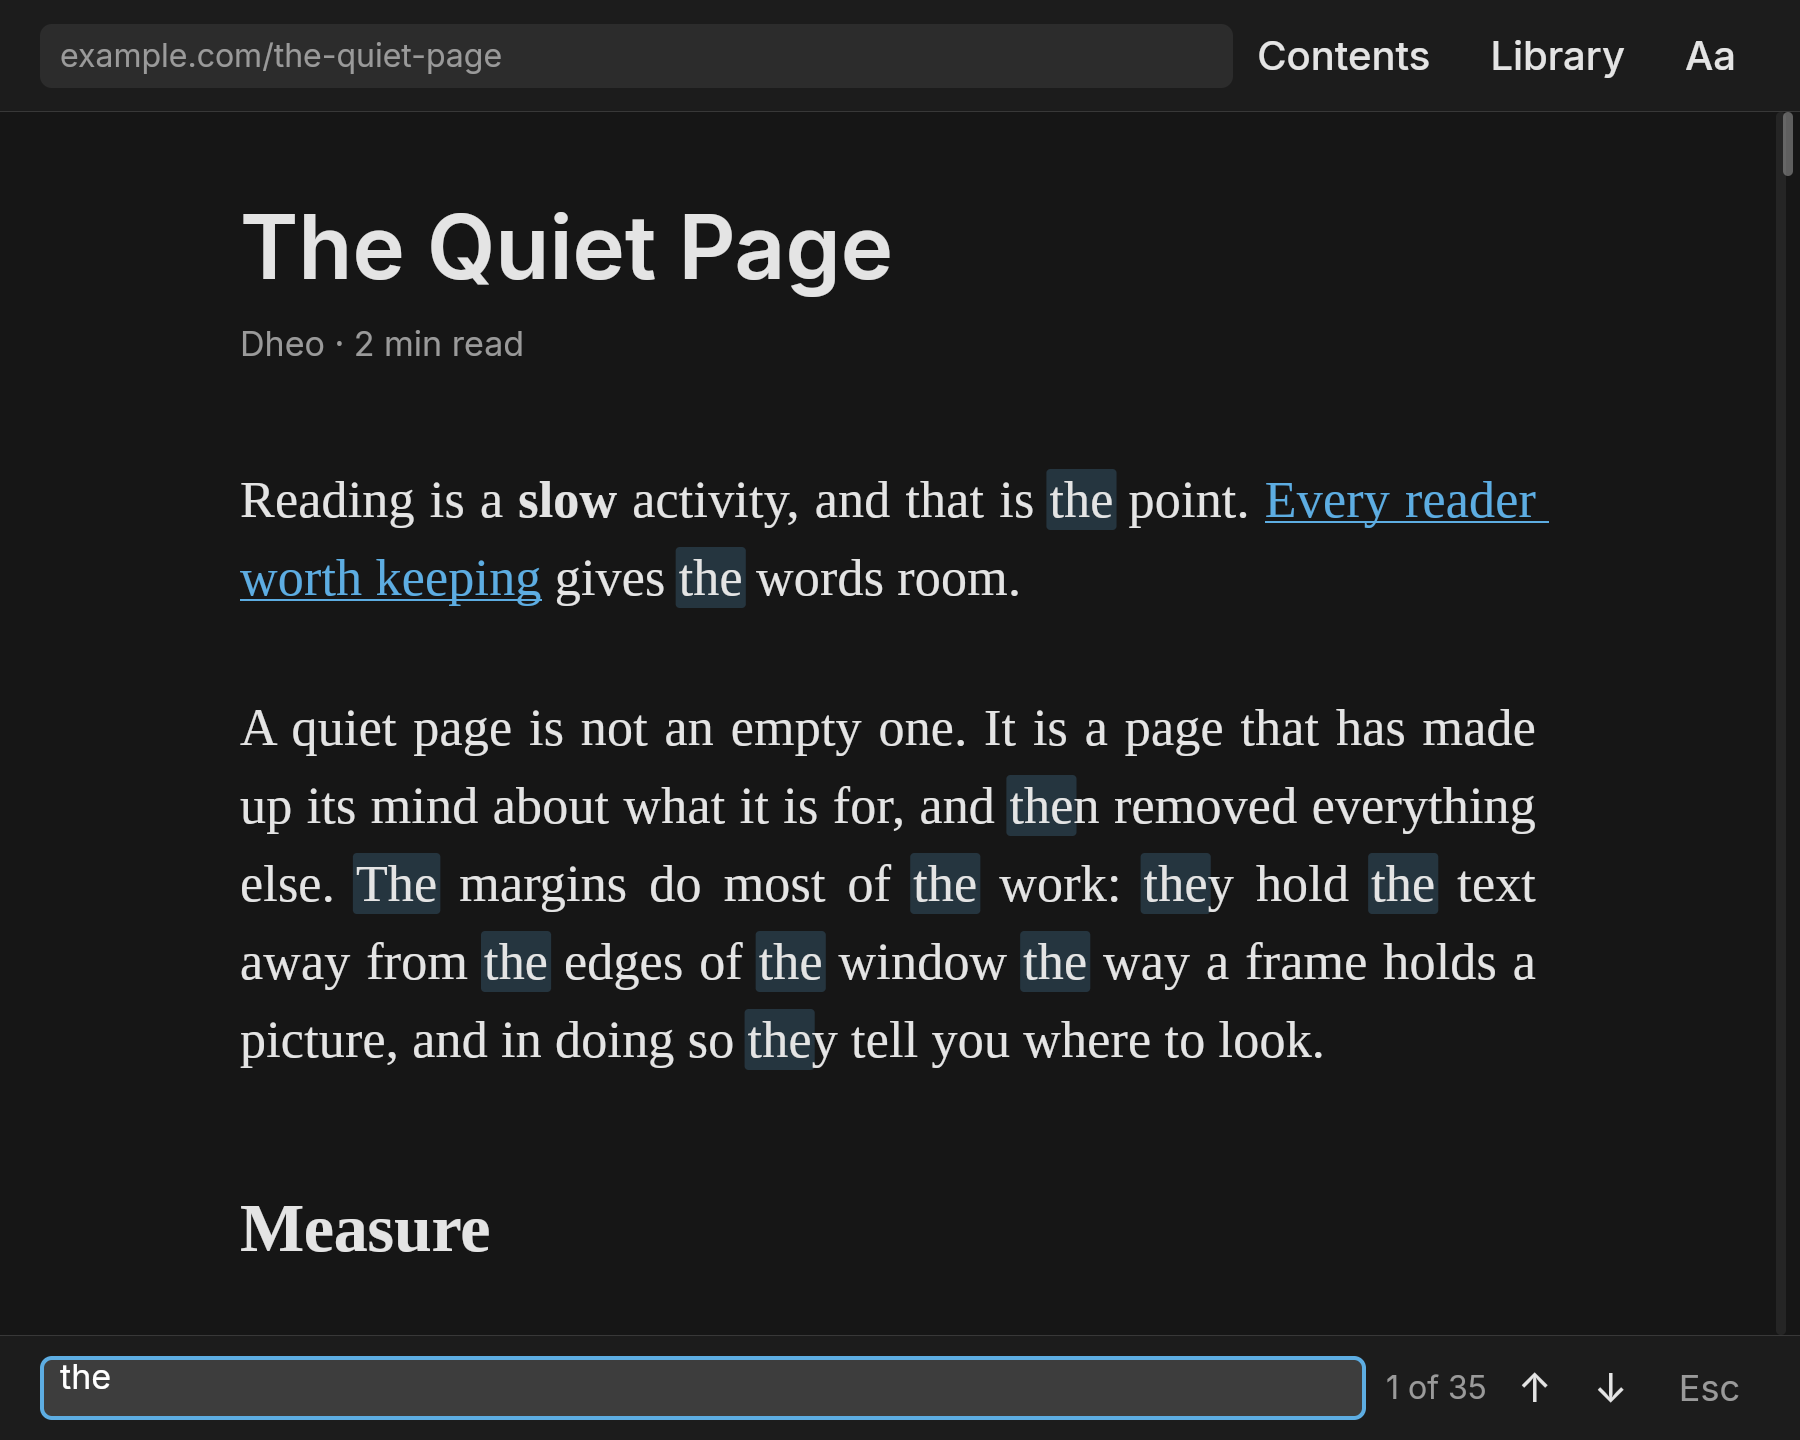 example.com/the-quiet-page
Contents
Library
Aa
The Quiet Page
Dheo · 2 min read
Reading is a slow activity, and that is the point. Every reader
worth keeping gives the words room.
A quiet page is not an empty one. It is a page that has made
up its mind about what it is for, and then removed everything
else. The margins do most of the work: they hold the text
away from the edges of the window the way a frame holds a
picture, and in doing so they tell you where to look.
Measure
the
1 of 35
↑
↓
Esc